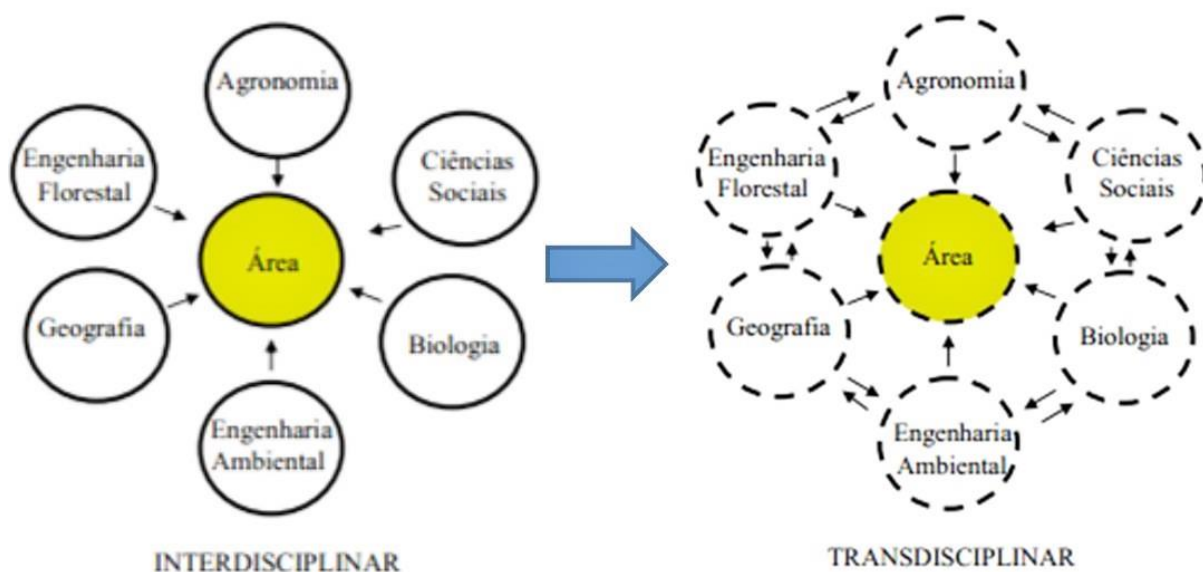 Agronomia
Engenharia
Florestal
Ciências
Sociais
Área
Geografia
Biologia
Engenharia
Ambiental
INTERDISCIPLINAR
Agronomia
Engenharia
Florestal
Ciências
Sociais
Área
Geografia
Biologia
Engenharia
Ambiental
TRANSDISCIPLINAR